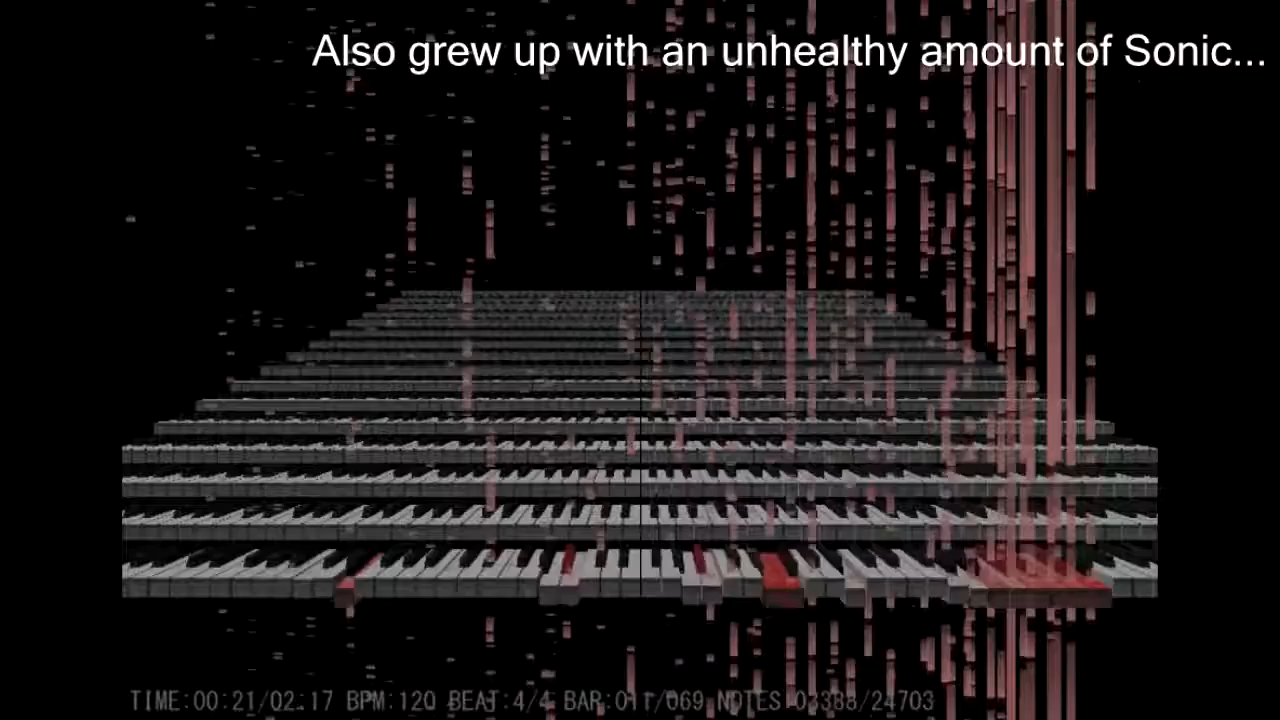 Also grew up with an unhealthy amount of Sonic...
TIME:00:21/02:17 BPM:120 BEAT:4/4 BAR:011/069 NOTES:03388/24703